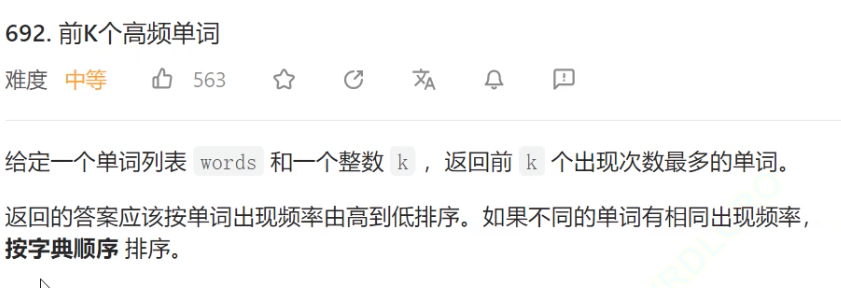 692. 前K个高频单词
难度 中等 563
给定一个单词列表 words 和一个整数 k ，返回前 k 个出现次数最多的单词。
返回的答案应该按单词出现频率由高到低排序。如果不同的单词有相同出现频率，
按字典顺序 排序。